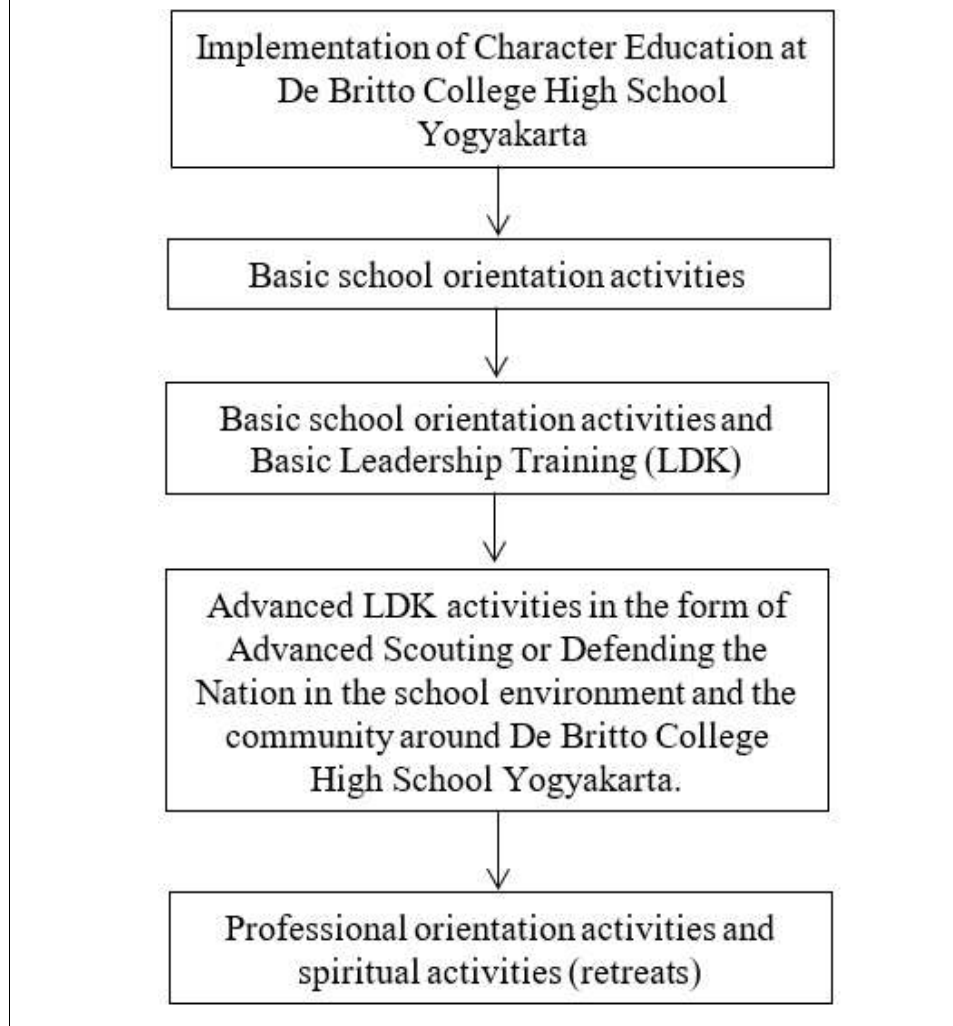 Implementation of Character Education at
De Britto College High School
Yogyakarta
Basic school orientation activities
Basic school orientation activities and
Basic Leadership Training (LDK)
Advanced LDK activities in the form of
Advanced Scouting or Defending the
Nation in the school environment and the
community around De Britto College
High School Yogyakarta.
Professional orientation activities and
spiritual activities (retreats)